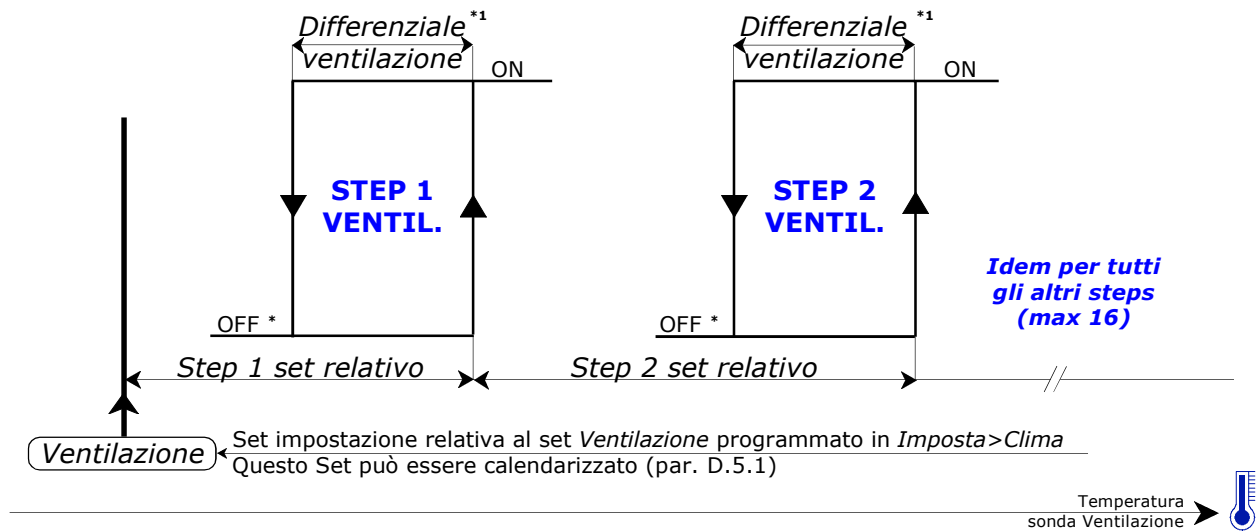 Differenziale *1
ventilazione
ON
STEP 1
VENTIL.
OFF *
Differenziale *1
ventilazione
ON
STEP 2
VENTIL.
OFF *
Idem per tutti
gli altri steps
(max 16)
Step 1 set relativo
Step 2 set relativo
Ventilazione
Set impostazione relativa al set Ventilazione programmato in Imposta>Clima
Questo Set può essere calendarizzato (par. D.5.1)
Temperatura
sonda Ventilazione